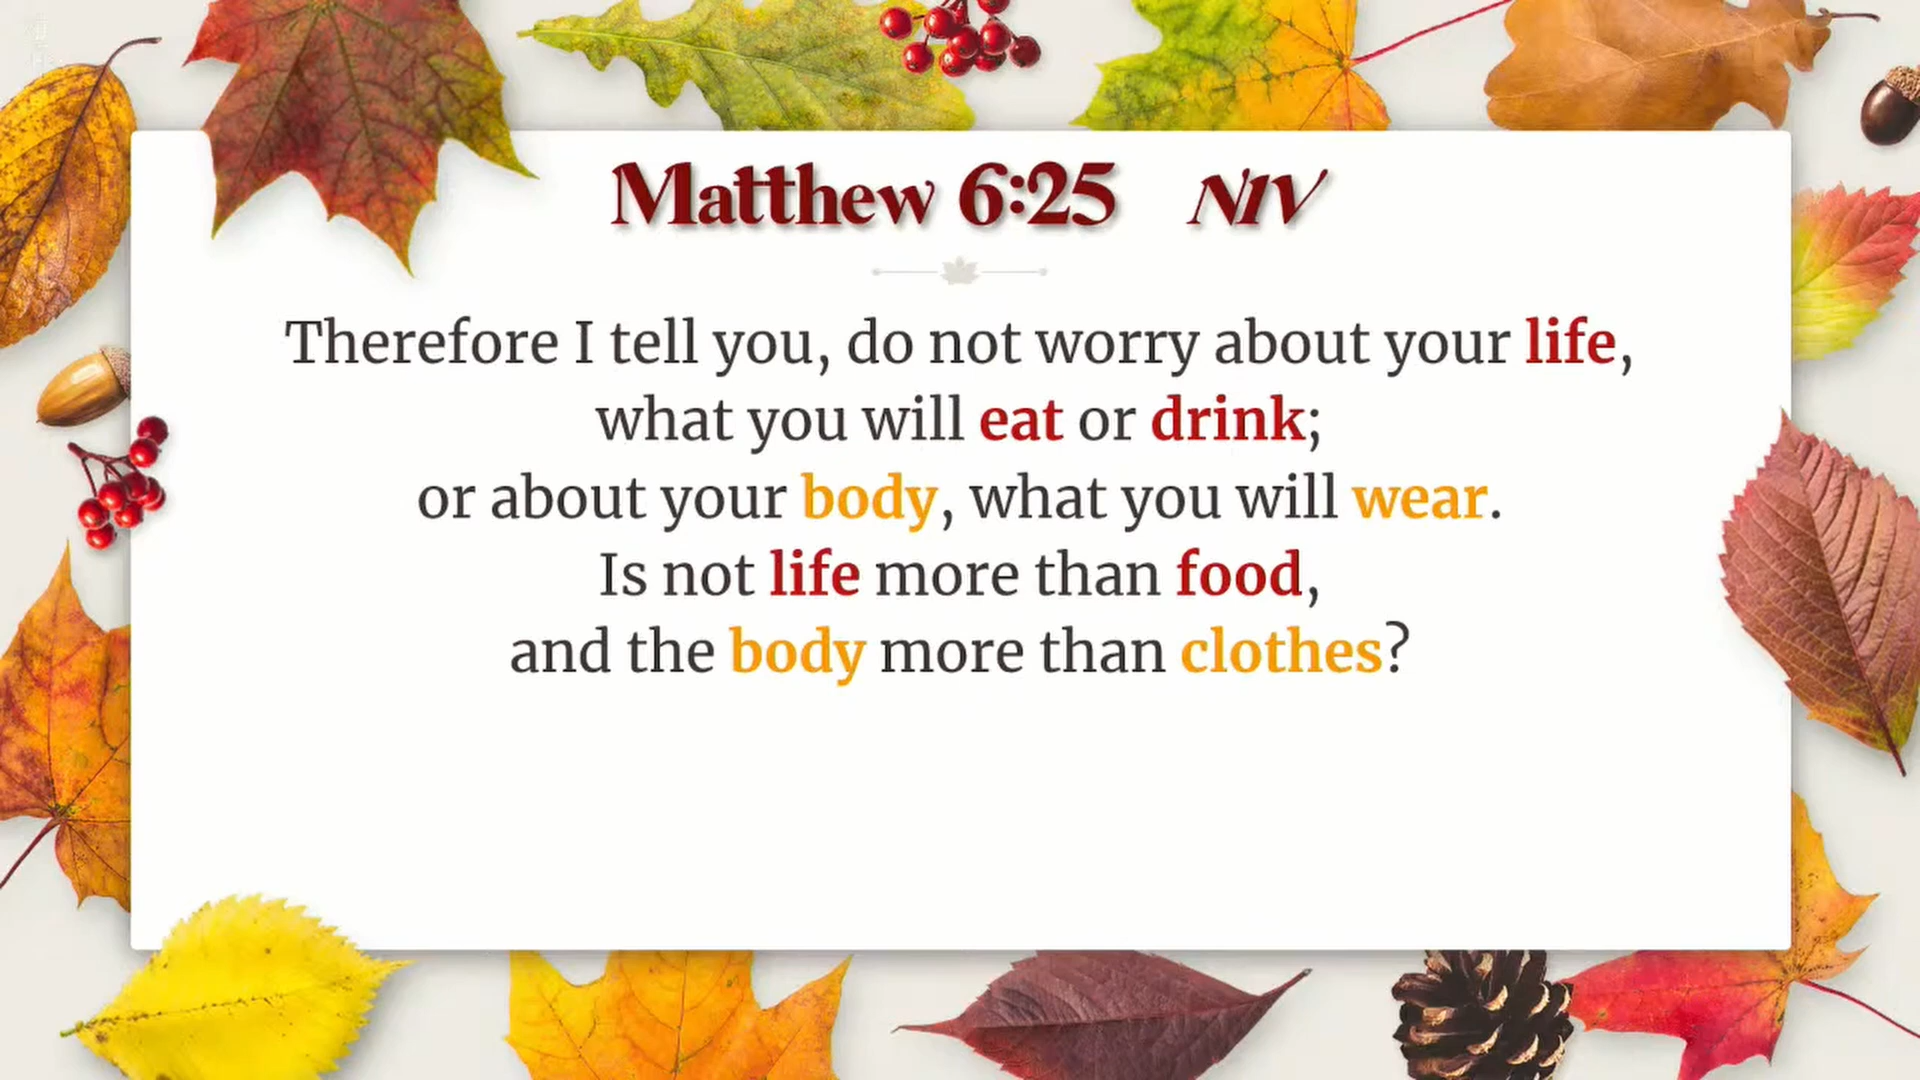 Matthew 6:25 NIV
Therefore I tell you, do not worry about your life,
what you will eat or drink;
or about your body, what you will wear.
Is not life more than food,
and the body more than clothes?